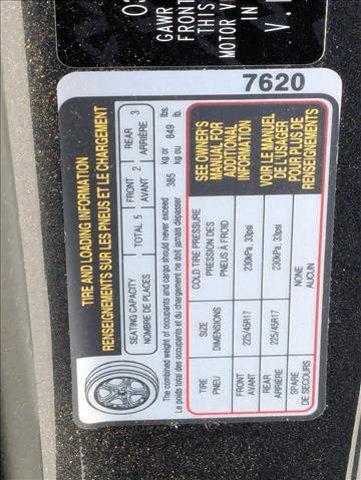 03
GAWR
FRONT
THIS
MOTOR V
IN
V. I
7620
TIRE AND LOADING INFORMATION
RENSEIGNEMENTS SUR LES PNEUS ET LE CHARGEMENT
SEATING CAPACITY TOTAL 5 FRONT 2 REAR 3
NOMBRE DE PLACES AVANT ARRIÈRE
The combined weight of occupants and cargo should never exceed 385 kg or 849 lbs.
Le poids total des occupants et du chargement ne doit jamais dépasser kg ou lb.
TIRE SIZE COLD TIRE PRESSURE
PNEU DIMENSIONS PRESSION DES
PNEUS À FROID
FRONT 225/45R17 230kPa, 33psi
AVANT
REAR 225/45R17 230kPa, 33psi
ARRIERE
SPARE NONE
DE SECOURS AUCUN
SEE OWNER'S
MANUAL FOR
ADDITIONAL
INFORMATION
VOIR LE MANUEL
DE L'USAGER
POUR PLUS DE
RENSEIGNEMENTS